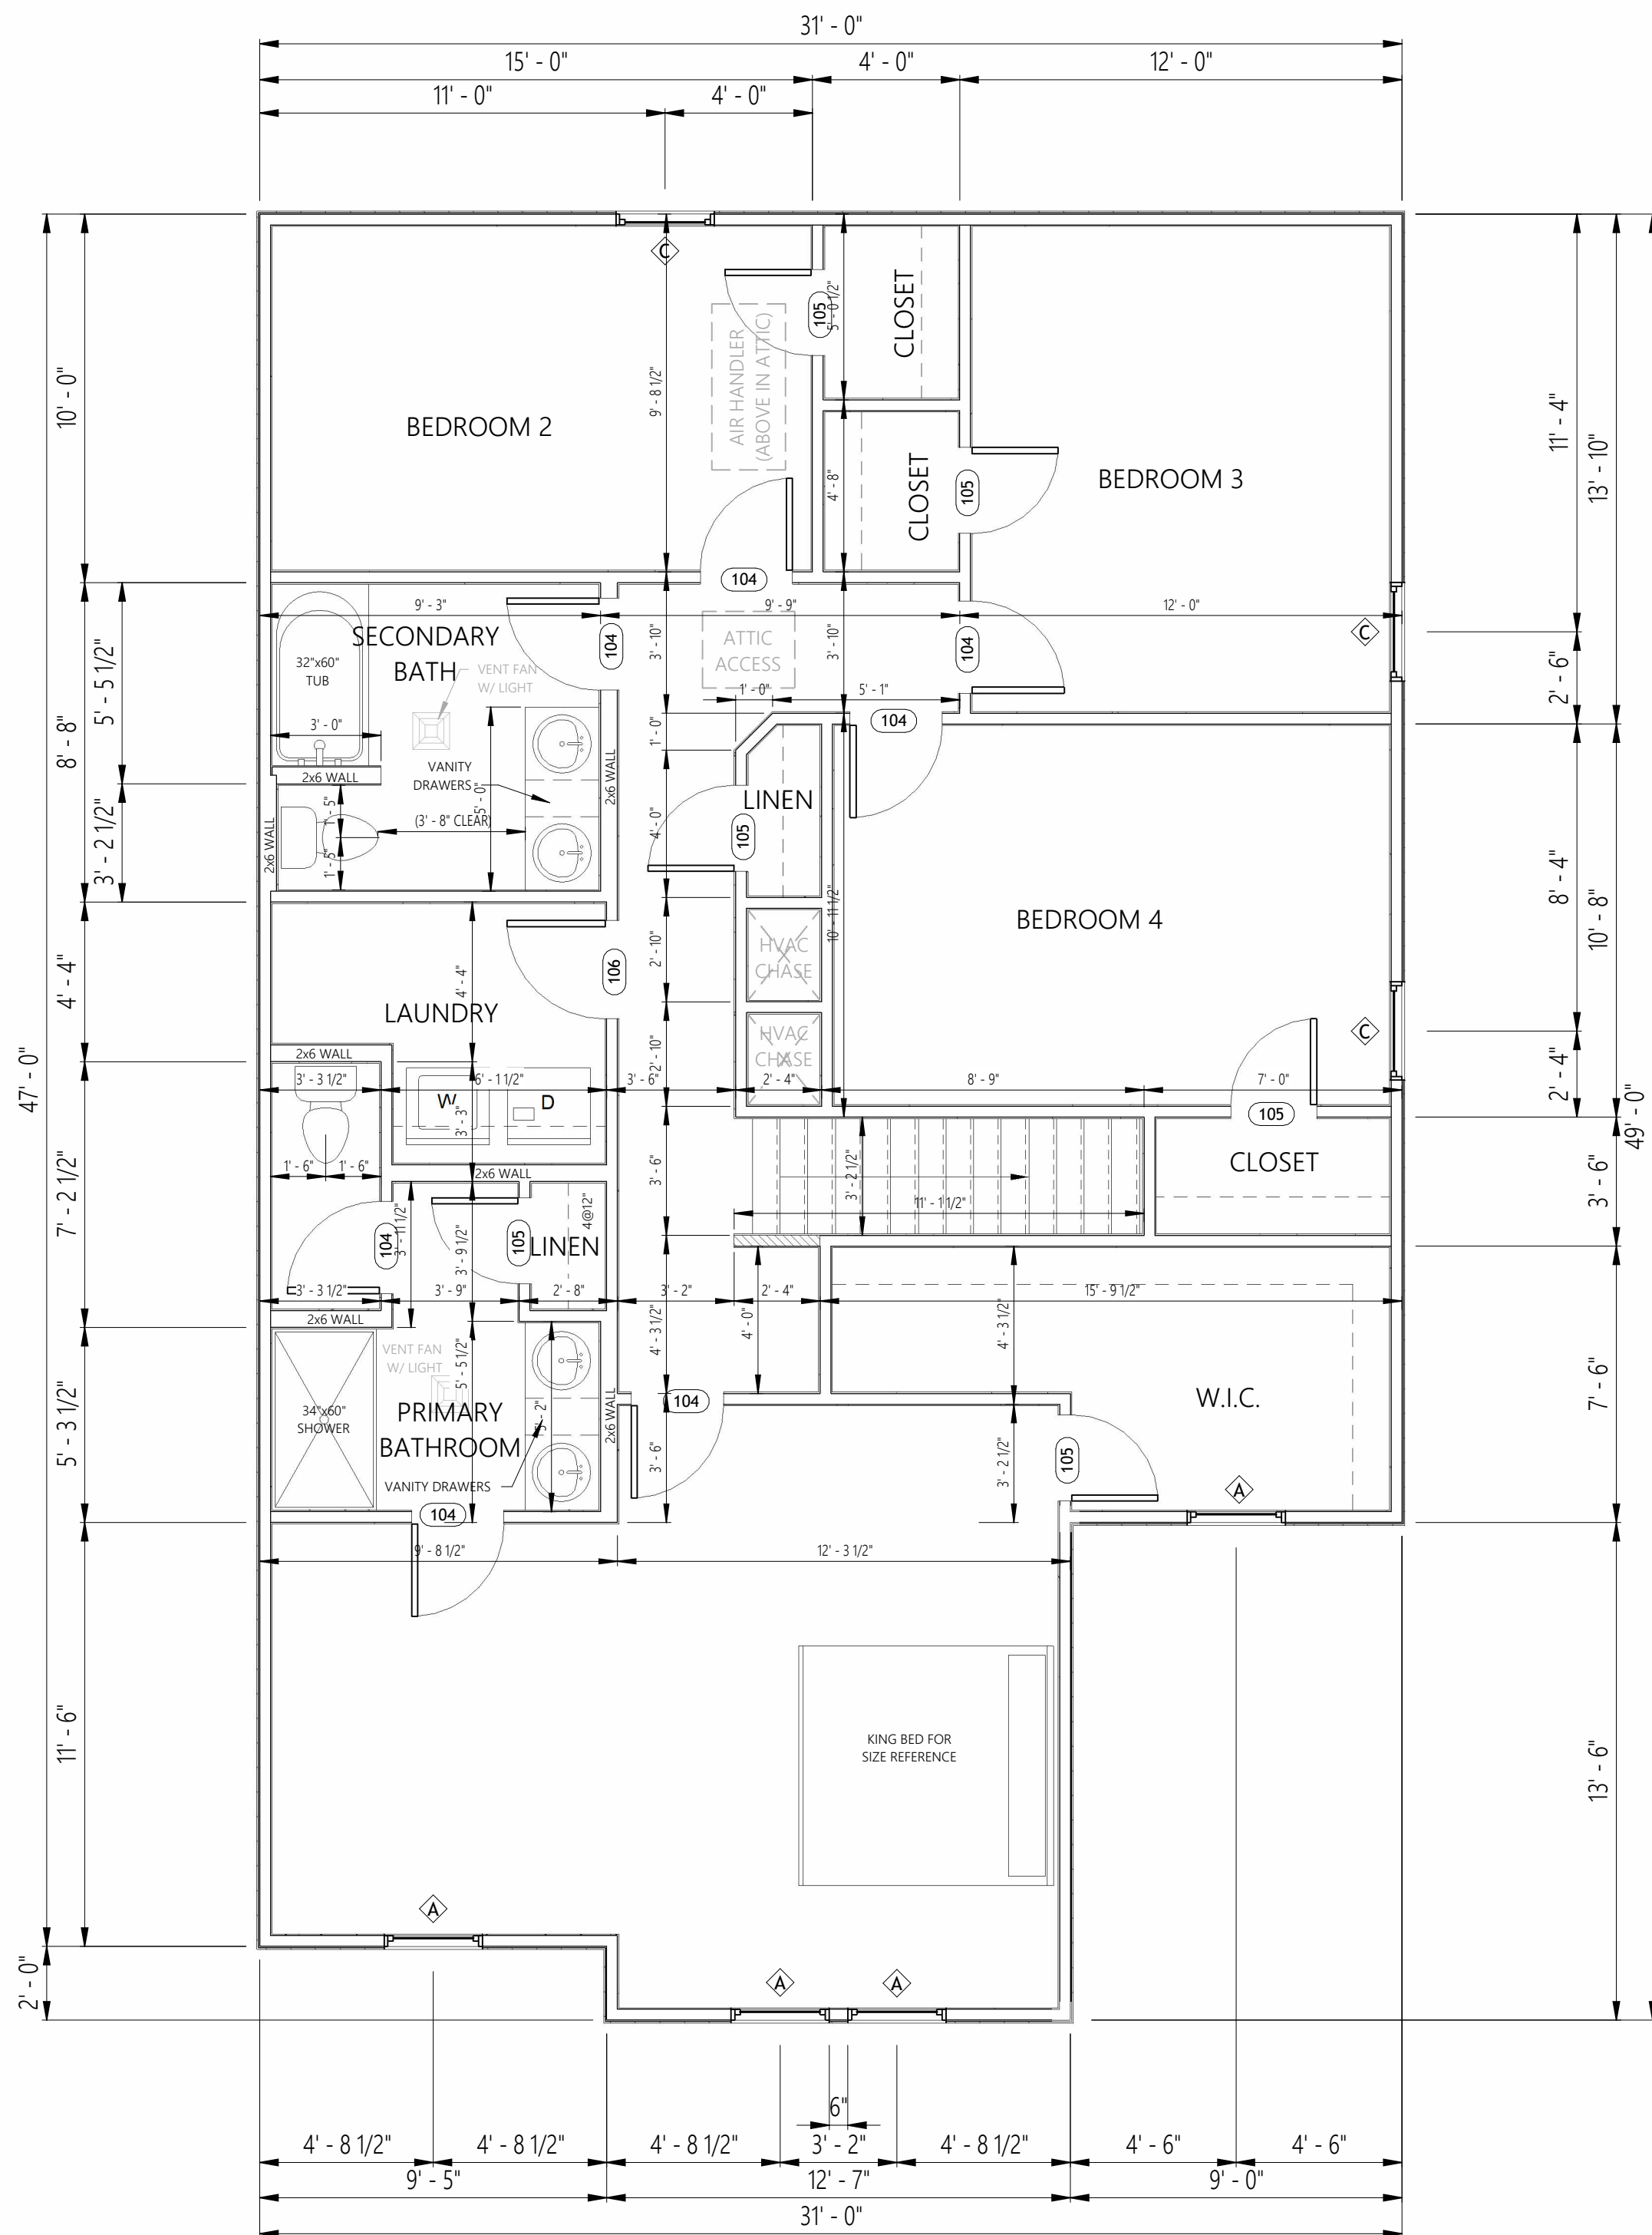 31' - 0"
15' - 0"
4' - 0"
12' - 0"
11' - 0"
4' - 0"
C
105
5' - 0 1/2"
CLOSET
AIR HANDLER
(ABOVE IN ATTIC)
9' - 8 1/2"
10' - 0"
BEDROOM 2
4' - 8"
CLOSET
105
BEDROOM 3
11' - 4"
13' - 10"
104
9' - 3"
9' - 9"
12' - 0"
SECONDARY
BATH
32"x60"
TUB
VENT FAN
W/ LIGHT
104
3' - 10"
ATTIC
ACCESS
3' - 10"
104
C
5' - 5 1/2"
8' - 8"
2' - 6"
1' - 0"
5' - 1"
104
3' - 0"
1' - 0"
VANITY
DRAWERS
2x6 WALL
2x6 WALL
5' - 0"
LINEN
1' - 5"
(3' - 8" CLEAR)
4' - 0"
105
2x6 WALL
1' - 5"
3' - 2 1/2"
8' - 4"
10' - 8"
10' - 11 1/2"
BEDROOM 4
HVAC
CHASE
2' - 10"
106
4' - 4"
4' - 4"
LAUNDRY
HVAC
CHASE
2' - 10"
C
2' - 4"
2x6 WALL
47' - 0"
3' - 3 1/2"
6' - 1 1/2"
3' - 6"
2' - 4"
8' - 9"
7' - 0"
W
D
3' - 3"
105
49' - 0"
1' - 6"
1' - 6"
2x6 WALL
3' - 6"
3' - 2 1/2"
CLOSET
3' - 6"
7' - 2 1/2"
11' - 1 1/2"
104
3' - 11 1/2"
3' - 9 1/2"
105
LINEN
4@12"
3' - 3 1/2"
3' - 9"
2' - 8"
3' - 2"
2' - 4"
15' - 9 1/2"
2x6 WALL
4' - 3 1/2"
4' - 0"
4' - 3 1/2"
VENT FAN
W/ LIGHT
5' - 5 1/2"
5' - 3 1/2"
34"x60"
SHOWER
PRIMARY
BATHROOM
5' - 2"
2x6 WALL
104
W.I.C.
7' - 6"
3' - 6"
3' - 2 1/2"
105
VANITY DRAWERS
A
104
9' - 8 1/2"
12' - 3 1/2"
11' - 6"
KING BED FOR
SIZE REFERENCE
13' - 6"
A
2' - 0"
A
A
6"
4' - 8 1/2"
4' - 8 1/2"
4' - 8 1/2"
3' - 2"
4' - 8 1/2"
4' - 6"
4' - 6"
9' - 5"
12' - 7"
9' - 0"
31' - 0"